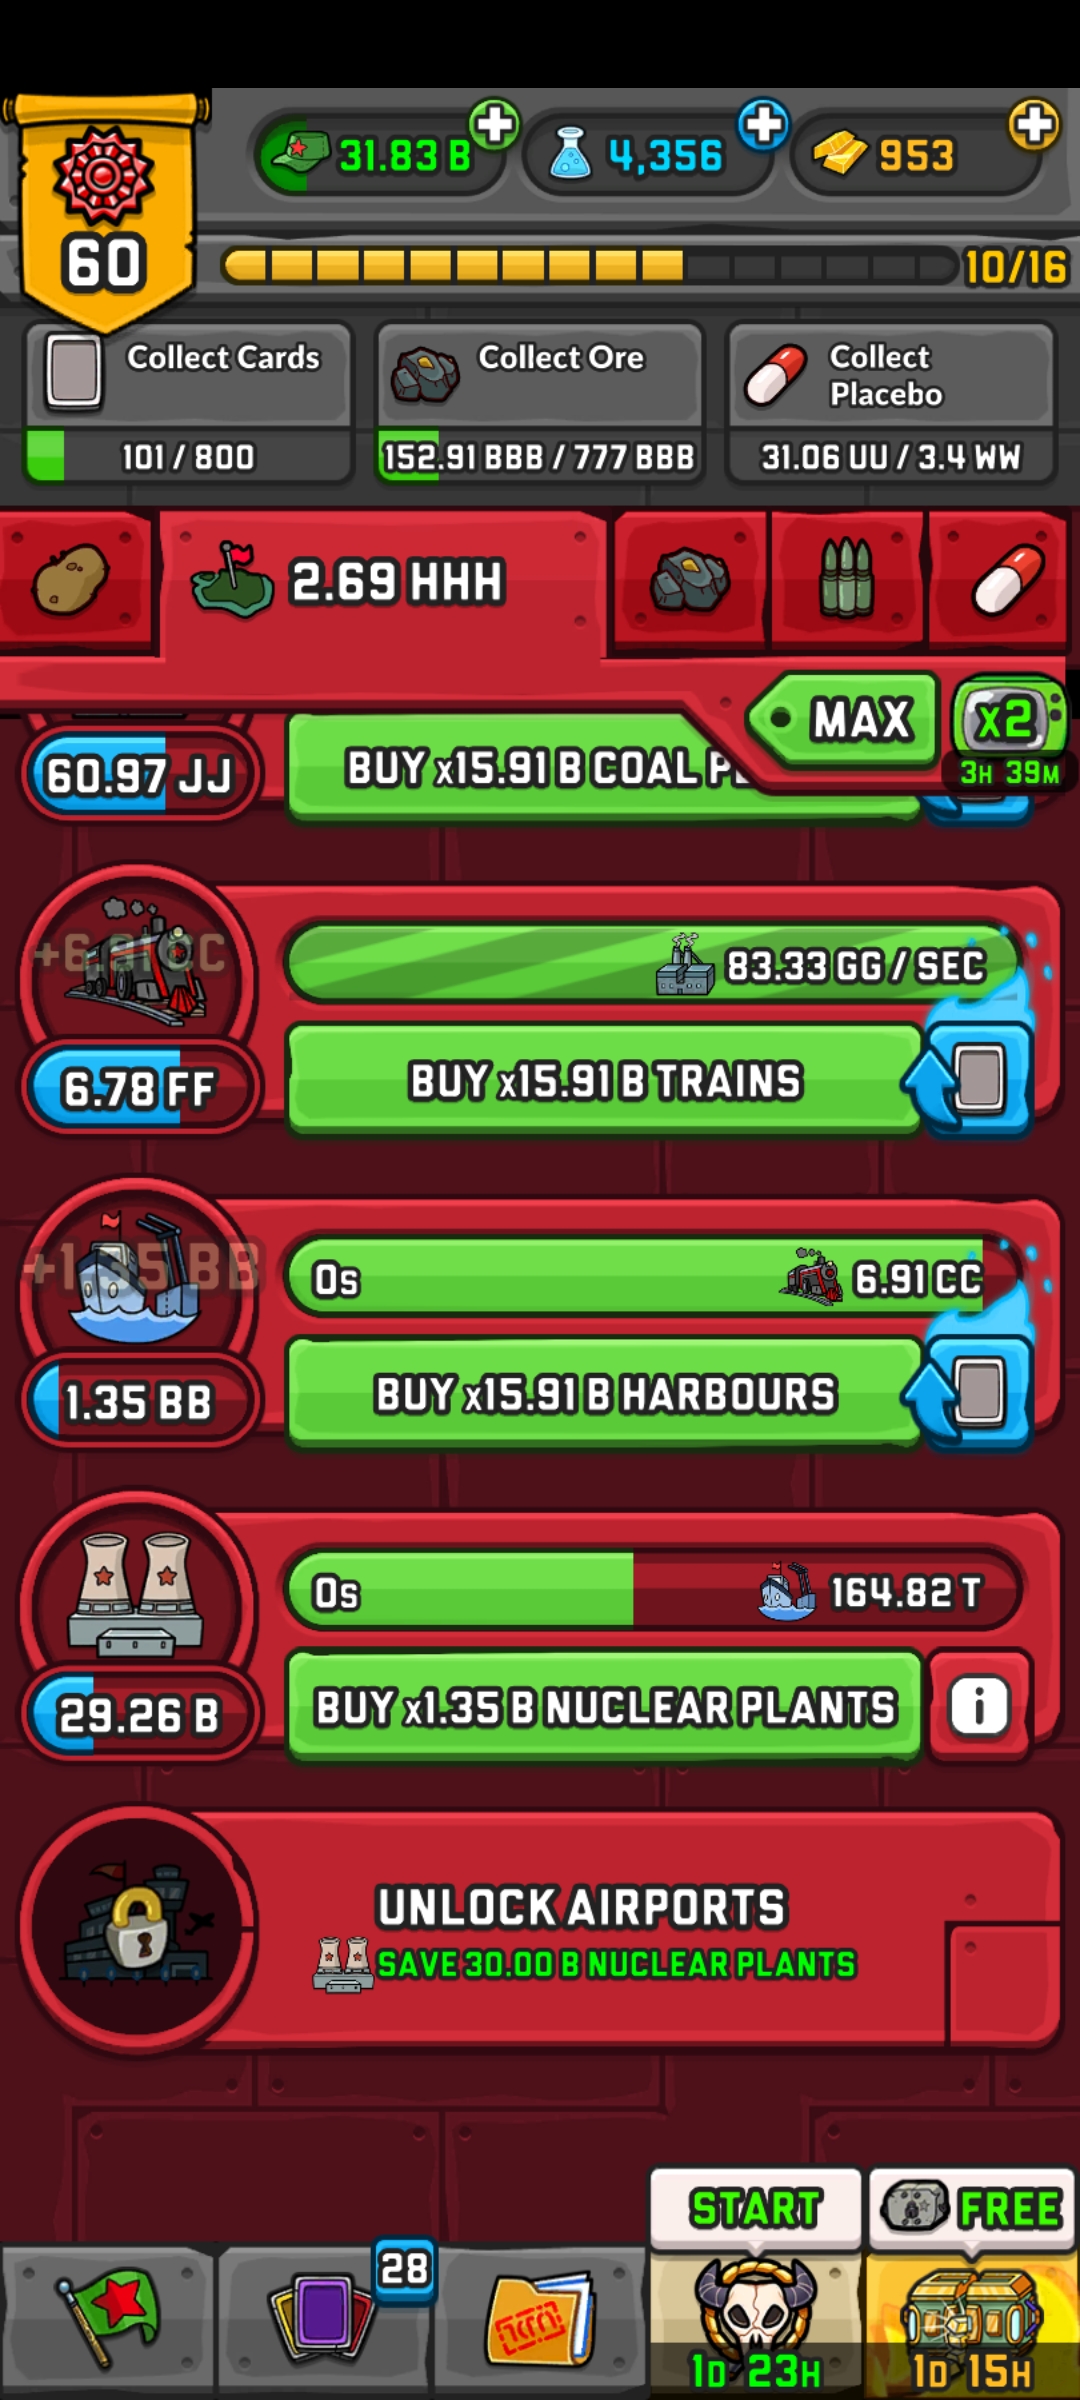 31.83 B
4,356
953
60
10/16
Collect Cards
101 / 800
Collect Ore
152.91 BBB / 777 BBB
Collect
Placebo
31.06 UU / 3.4 WW
2.69 HHH
MAX
x2
3H 39M
60.97 JJ
BUY x15.91 B COAL
83.33 GG / SEC
6.78 FF
BUY x15.91 B TRAINS
+1.35 BB
0s
6.91 CC
1.35 BB
BUY x15.91 B HARBOURS
0s
164.82 T
29.26 B
BUY x1.35 B NUCLEAR PLANTS
i
UNLOCK AIRPORTS
SAVE 30.00 B NUCLEAR PLANTS
START
FREE
28
1D 23H
1D 15H